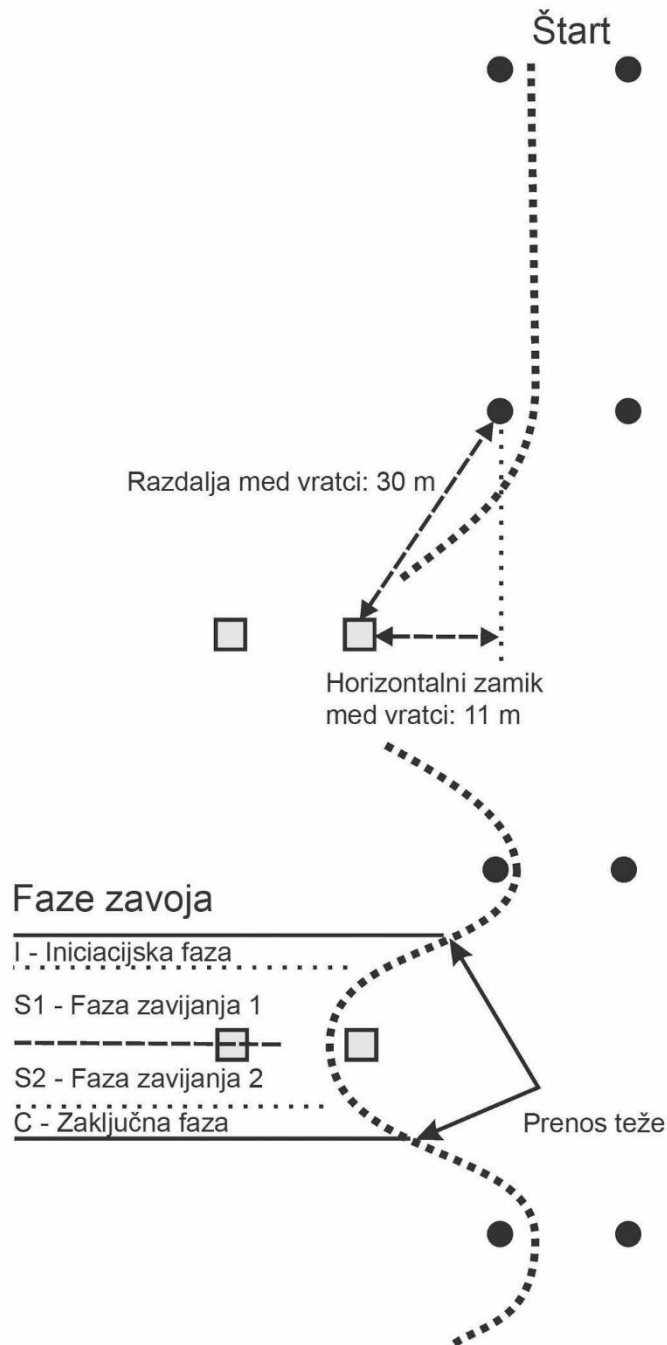 Štart
Razdalja med vratci: 30 m
Horizontalni zamik
med vratci: 11 m
Faze zavoja
I - Iniciacijska faza
S1 - Faza zavijanja 1
S2 - Faza zavijanja 2
C - Zaključna faza
Prenos teže